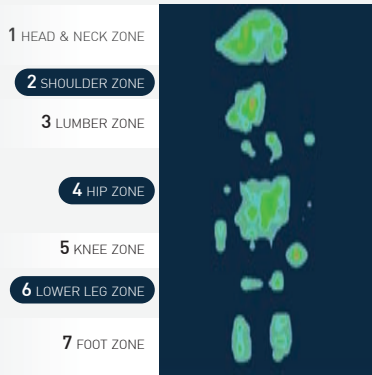 1 HEAD & NECK ZONE
2 SHOULDER ZONE
3 LUMBER ZONE
4 HIP ZONE
5 KNEE ZONE
6 LOWER LEG ZONE
7 FOOT ZONE